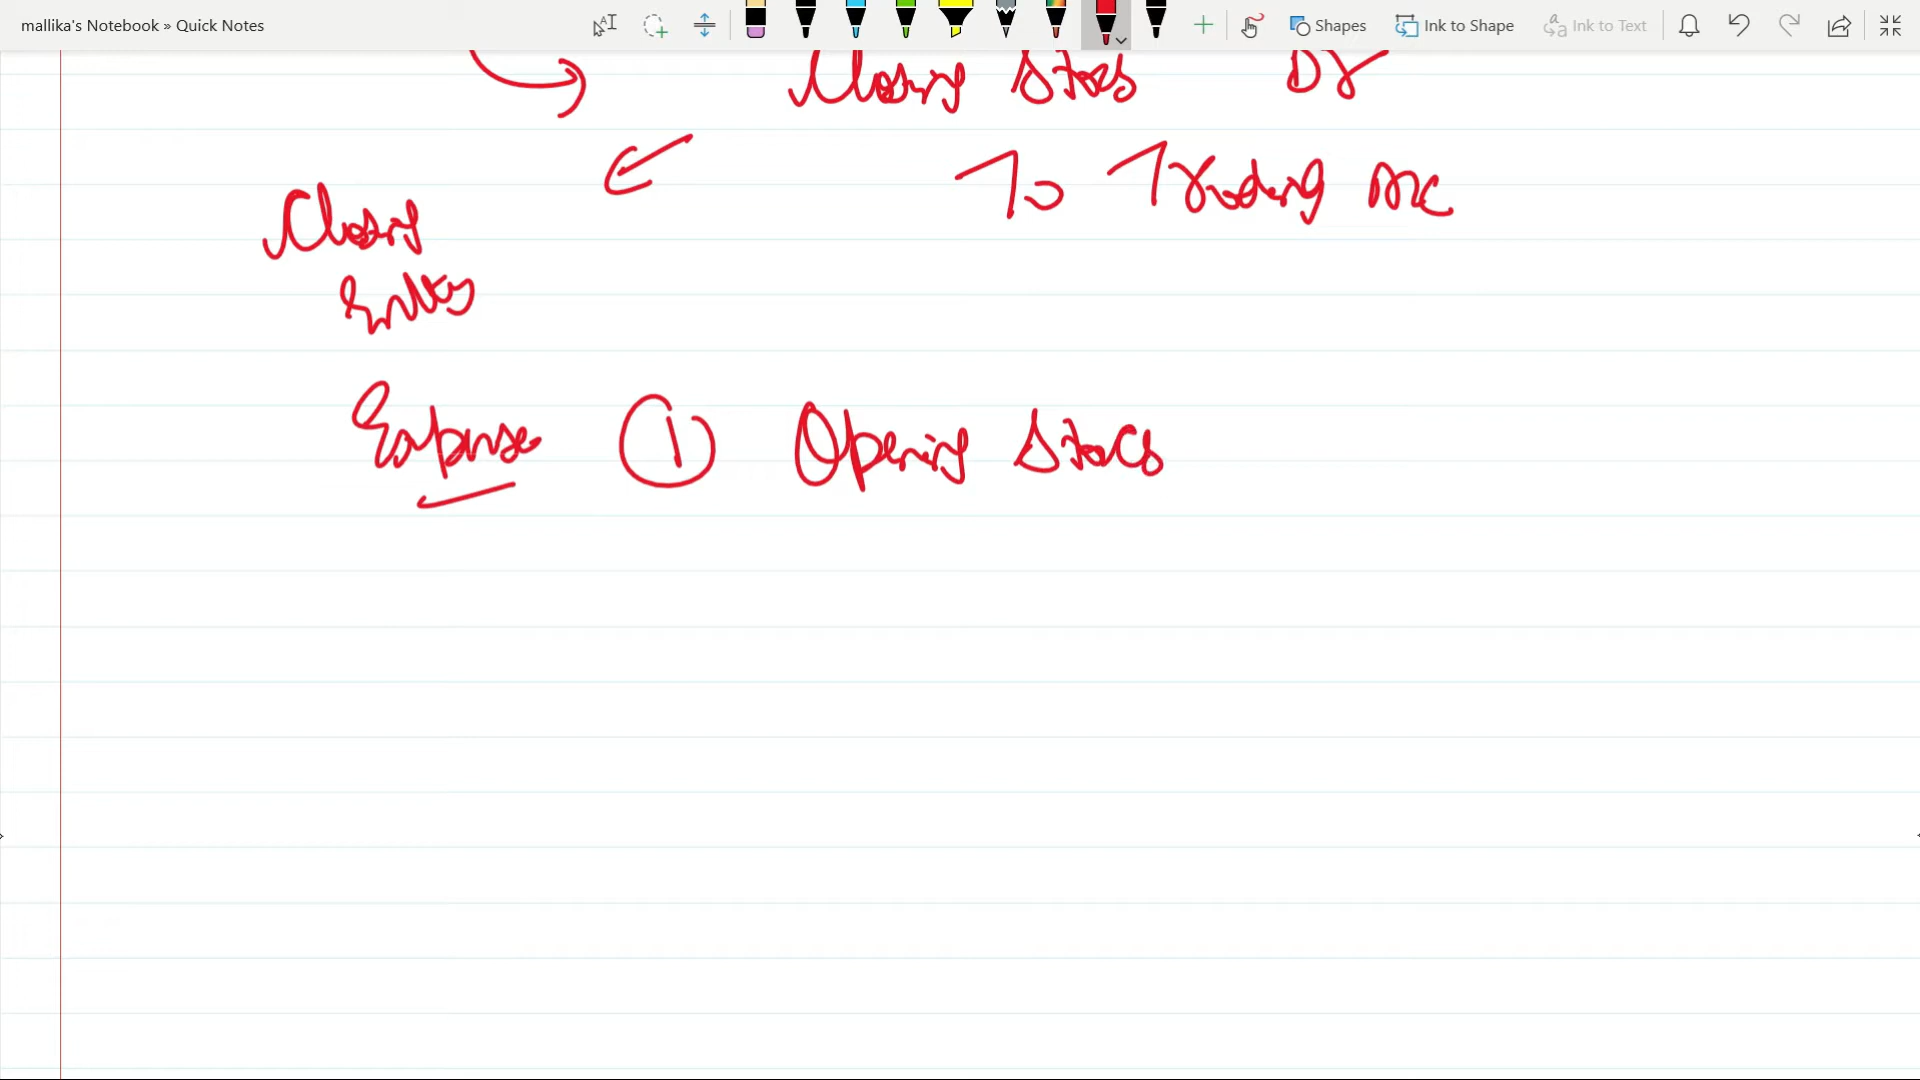 mallika's Notebook » Quick Notes
Shapes
Ink to Shape
Ink to Text
Closing Stock Dr
To Trading A/c
Closing
Entry
Expense ① Opening Stock